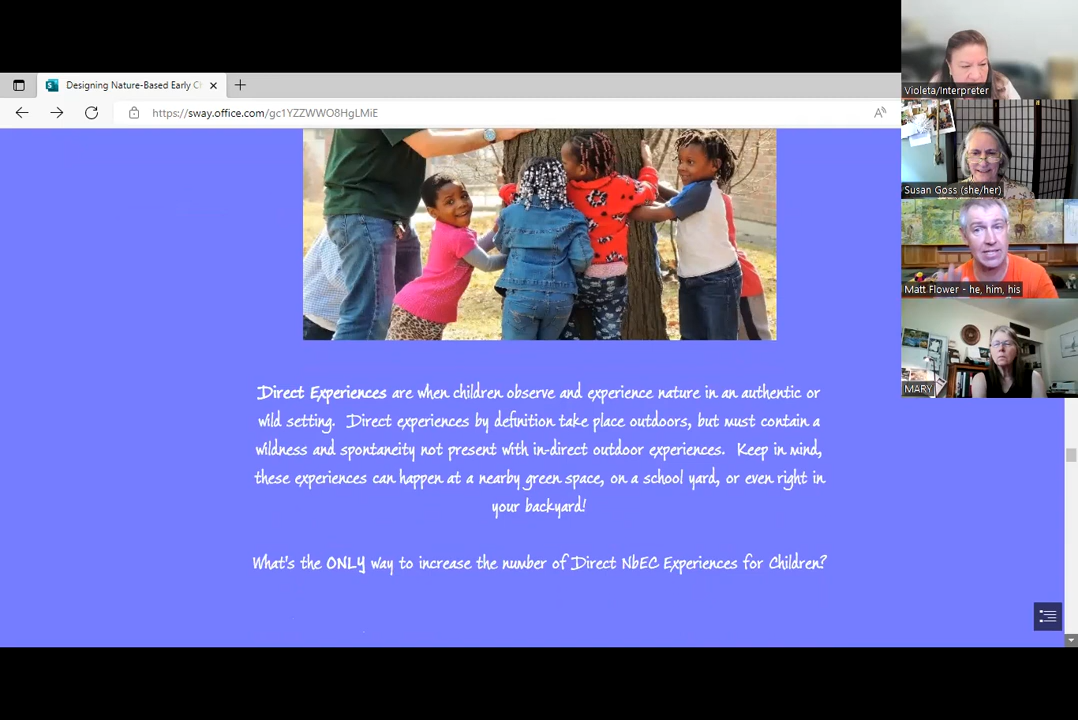 Designing Nature-Based Early C
https://sway.office.com/gc1YZZWWO8HgLMiE
Violeta/Interpreter
Susan Goss (she/her)
Matt Flower - he, him, his
MARY
Direct Experiences are when children observe and experience nature in an authentic or
wild setting. Direct experiences by definition take place outdoors, but must contain a
wildness and spontaneity not present with in-direct outdoor experiences. Keep in mind,
these experiences can happen at a nearby green space, on a school yard, or even right in
your backyard!
What's the ONLY way to increase the number of Direct NbEC Experiences for Children?